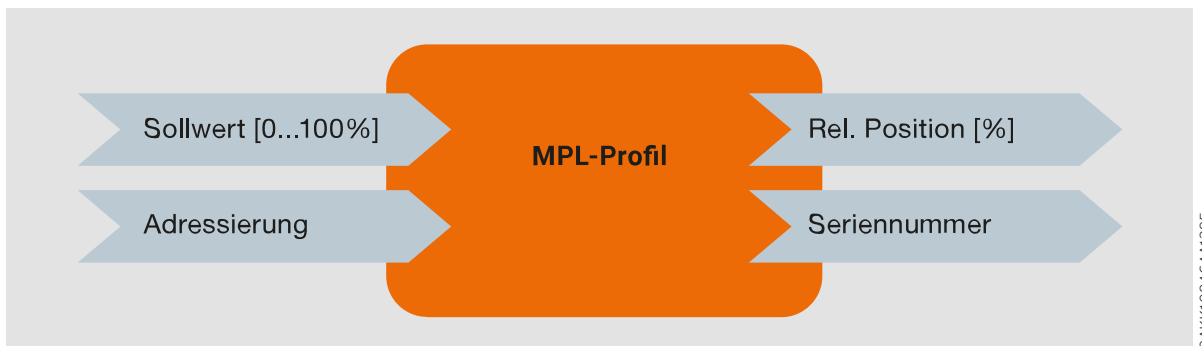 Sollwert [0...100%]
Rel. Position [%]
MPL-Profil
Adressierung
Seriennummer